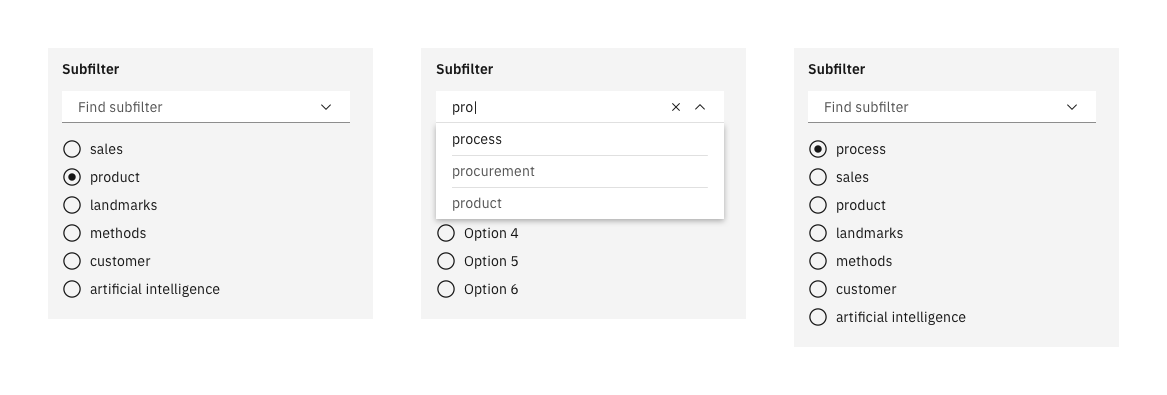 Subfilter
Find subfilter
sales
product
landmarks
methods
customer
artificial intelligence
Subfilter
pro
process
procurement
product
Option 4
Option 5
Option 6
Subfilter
Find subfilter
process
sales
product
landmarks
methods
customer
artificial intelligence